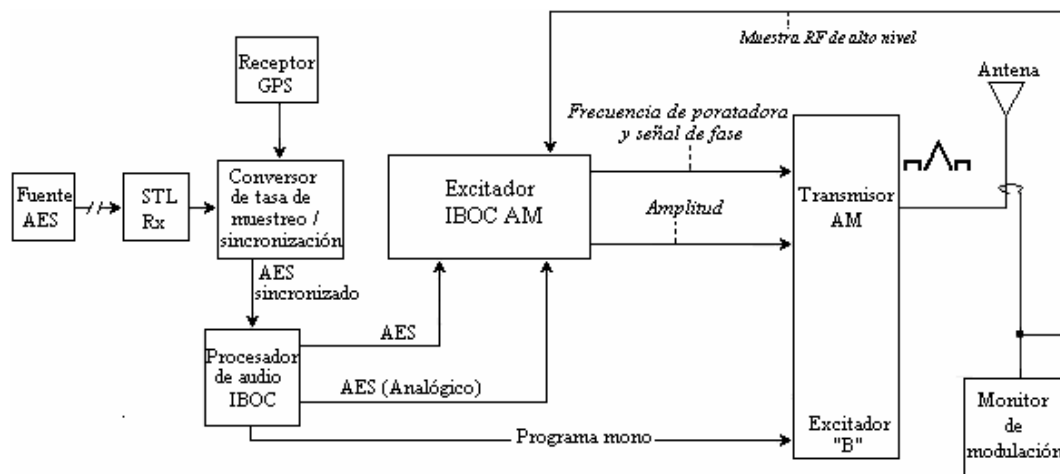 Muestra RF de alto nivel
Receptor
GPS
Antena
Frecuencia de poratadora
y señal de fase
Fuente
AES
STL
Rx
Conversor
de tasa de
muestreo /
sincronización
Excitador
IBOC AM
Amplitud
Transmisor
AM
AES
sincronizado
Procesador
de audio
IBOC
AES
AES (Analógico)
Programa mono
Excitador
"B"
Monitor
de
modulación